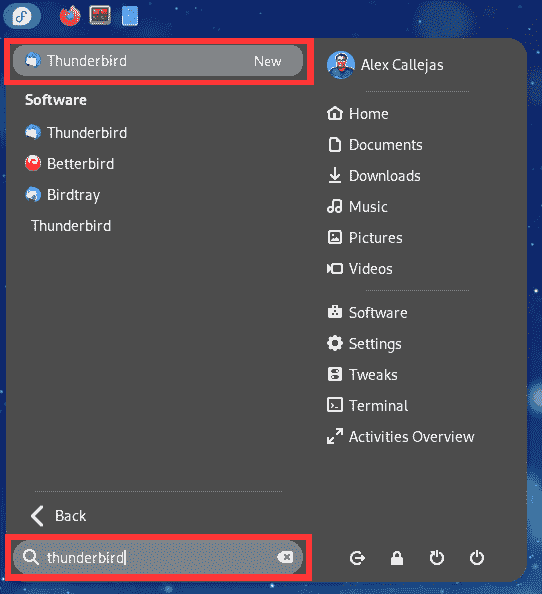 Thunderbird New
Software
Thunderbird
Betterbird
Birdtray
Thunderbird
Back
thunderbird
Alex Callejas
Home
Documents
Downloads
Music
Pictures
Videos
Software
Settings
Tweaks
Terminal
Activities Overview